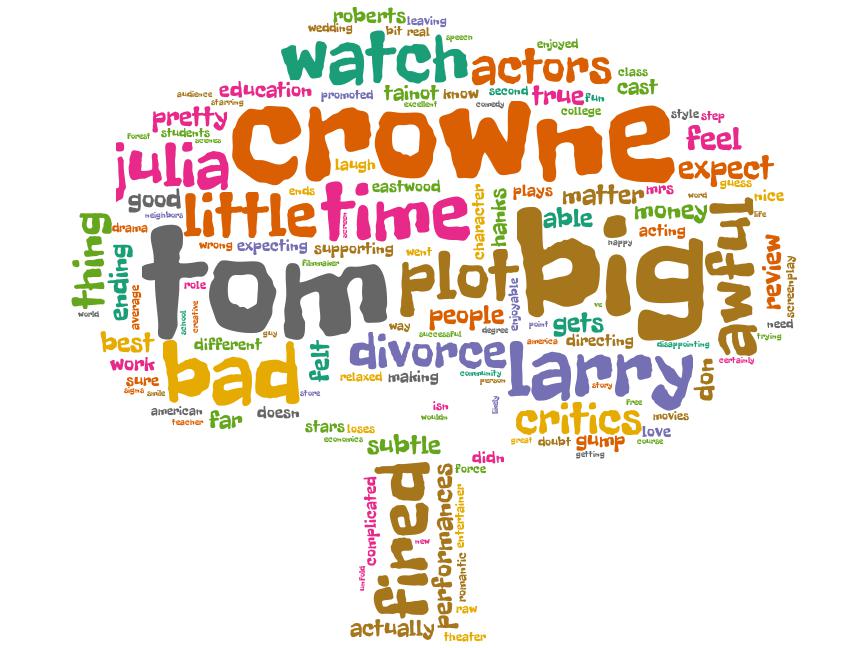 roberts leaving
wedding bit real speech
watch actors enjoyed
class
cast
audience education promoted tainot know second true fun
starring excellent comedy college
pretty crowne style step
forest students
scenes
julia laugh feel
expect
ends eastwood guess
good little time character hanks plays matter mrs word nice
neighbors screen able money life
drama acting
thing wrong expecting supporting went happy
ending tom filmmaker plot big awful review screenplay
world average role enjoyable
school creative people ve need
way successful degree point gets trying
guy america directing disappointing
best different felt divorce larry certainly
work bad relaxed making community person story don
sure
signs smile store
american isn likely free movies
teacher far doesn wouldn critics love
stars loses great doubt gump course
economics subtle getting
didn
force
complicated fired performances entertainer
new
unfold romantic
raw
actually theater